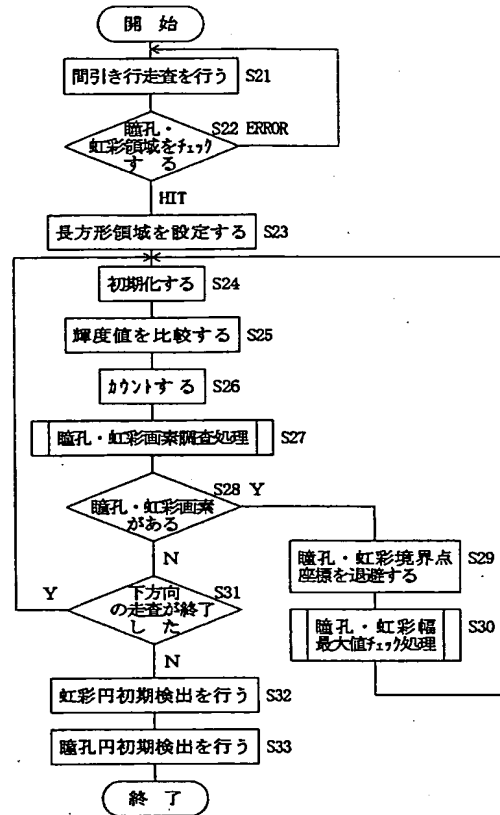 開 始
間引き行走査を行う S21
瞳孔・ S22 ERROR
虹彩領域をチェック
す る
HIT
長方形領域を設定する S23
初期化する S24
輝度値を比較する S25
カウントする S26
瞳孔・虹彩画素調査処理 S27
S28 Y
瞳孔・虹彩画素
がある
N
瞳孔・虹彩境界点 S29
座標を退避する
瞳孔・虹彩幅 S30
最大値チェック処理
Y 下方向 S31
の走査が終了
し た
N
虹彩円初期検出を行う S32
瞳孔円初期検出を行う S33
終 了